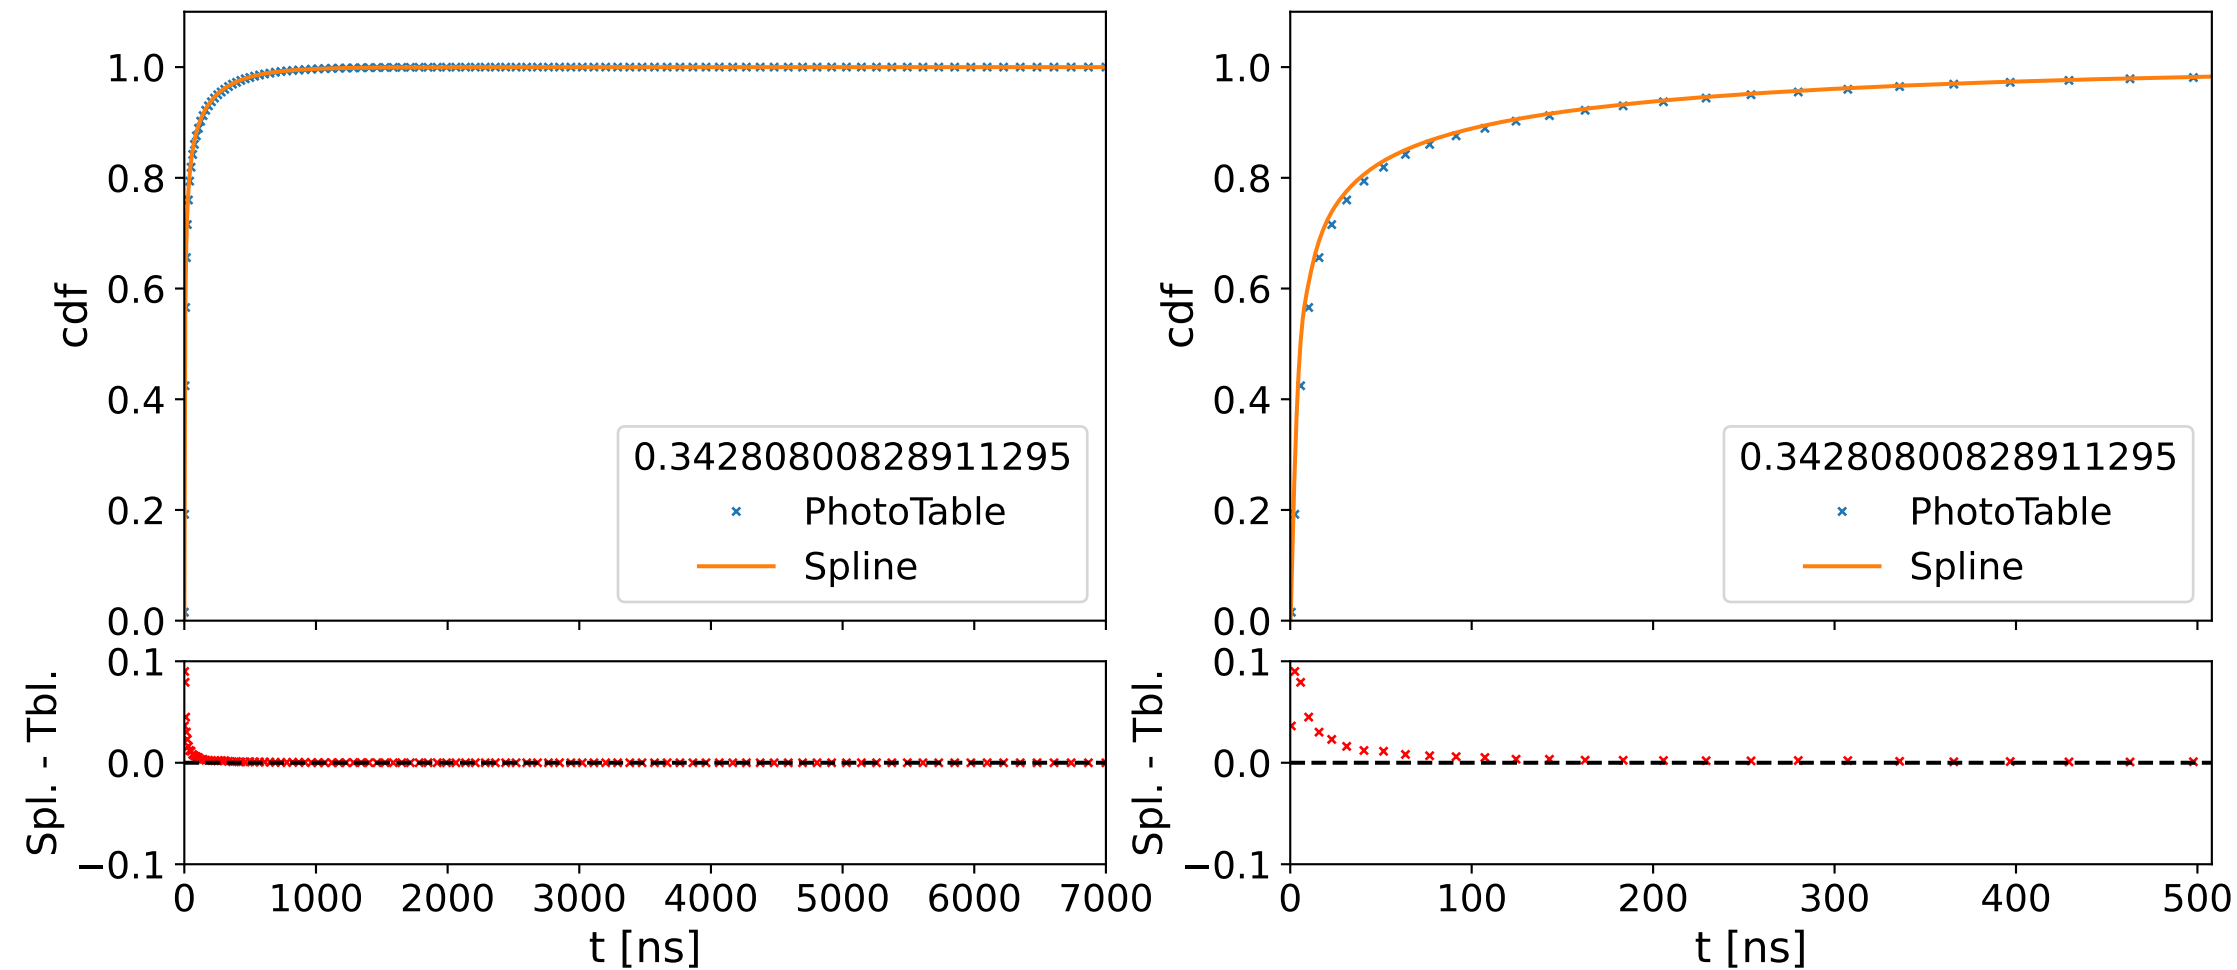 cdf
1.0
0.8
0.6
0.4
0.2
0.0
0.34280800828911295
PhotoTable
Spline
Spl. - Tbl.
0.1
0.0
−0.1
0 1000 2000 3000 4000 5000 6000 7000
t [ns]
cdf
1.0
0.8
0.6
0.4
0.2
0.0
0.34280800828911295
PhotoTable
Spline
Spl. - Tbl.
0.1
0.0
−0.1
0 100 200 300 400 500
t [ns]